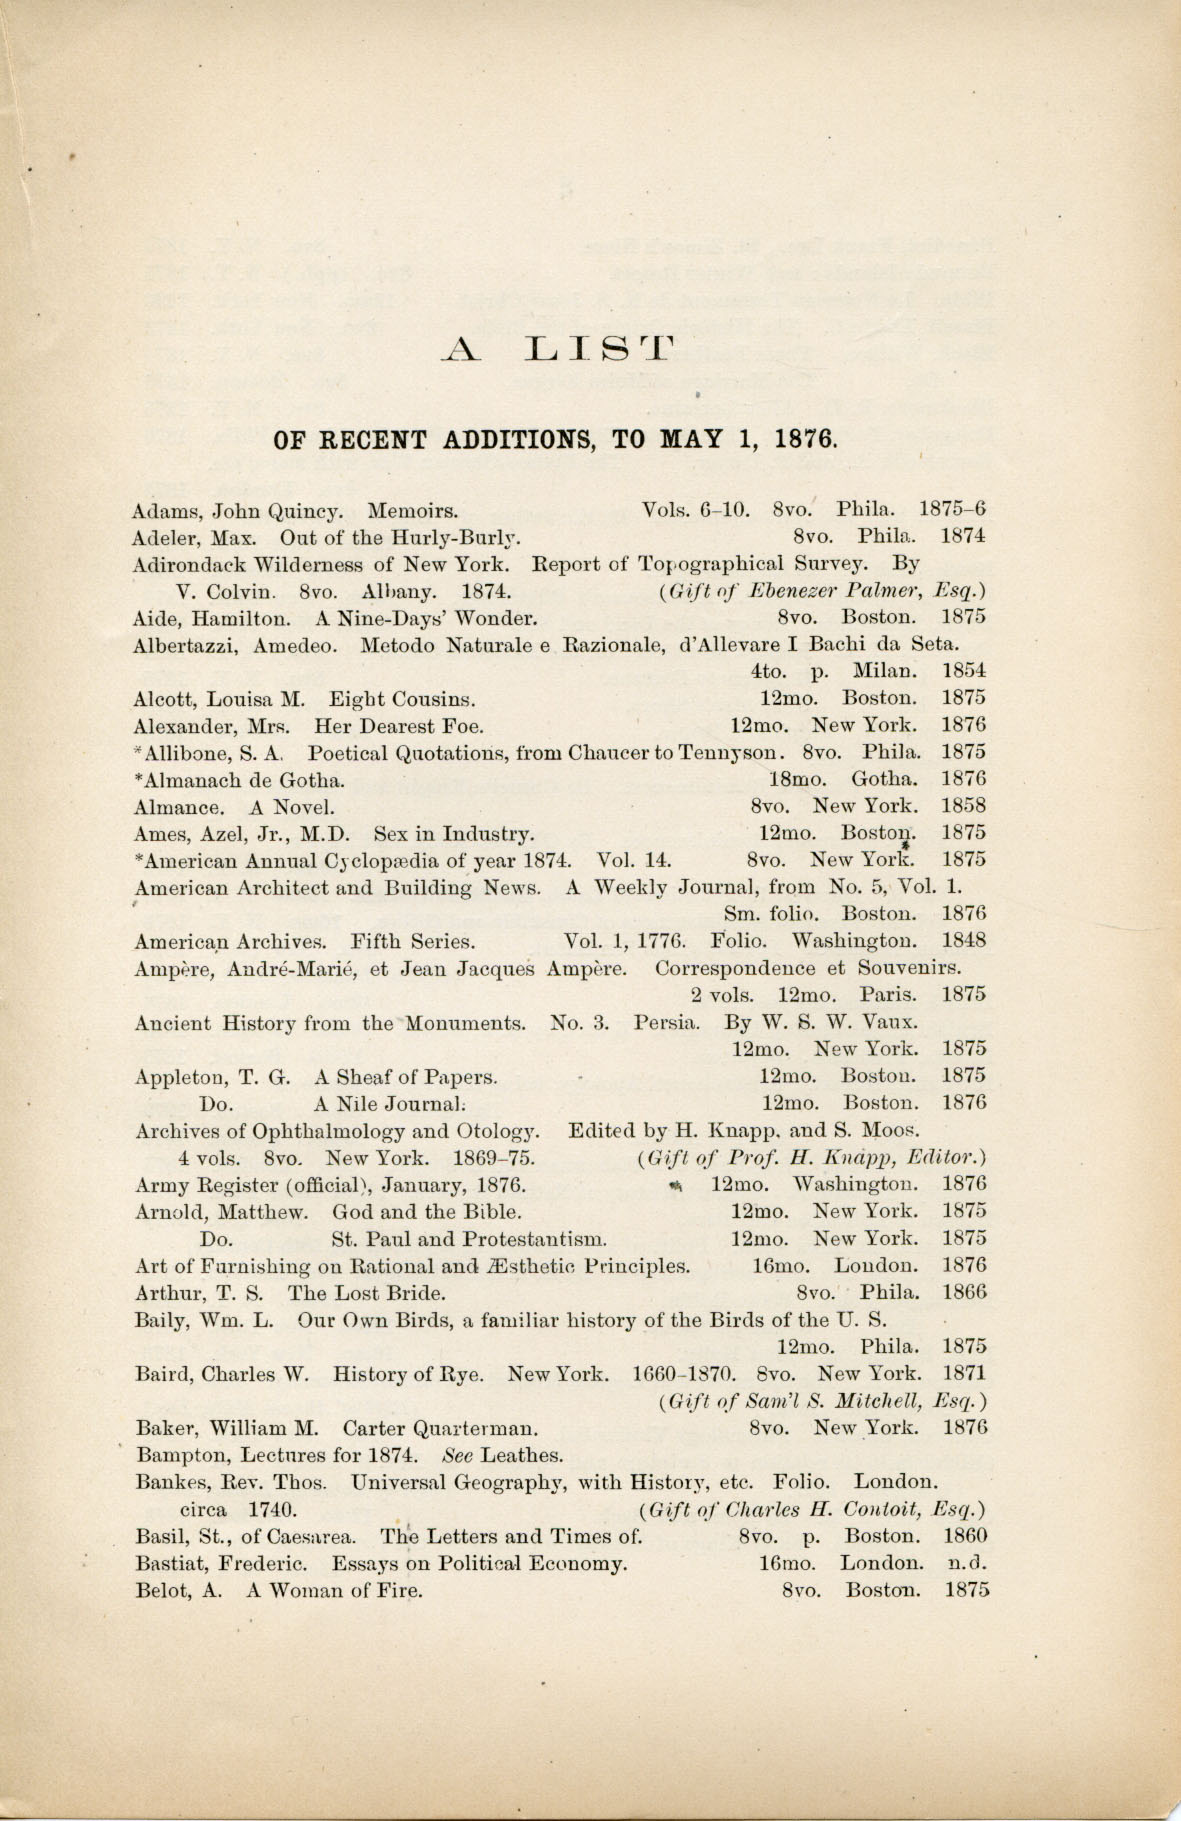 A LIST
OF RECENT ADDITIONS, TO MAY 1, 1876.
Adams, John Quincy. Memoirs. Vols. 6–10. 8vo. Phila. 1875–6
Adeler, Max. Out of the Hurly-Burly. 8vo. Phila. 1874
Adirondack Wilderness of New York. Report of Topographical Survey. By
V. Colvin. 8vo. Albany. 1874. (Gift of Ebenezer Palmer, Esq.)
Aide, Hamilton. A Nine-Days' Wonder. 8vo. Boston. 1875
Albertazzi, Amedeo. Metodo Naturale e Razionale, d'Allevare I Bachi da Seta.
4to. p. Milan. 1854
Alcott, Louisa M. Eight Cousins. 12mo. Boston. 1875
Alexander, Mrs. Her Dearest Foe. 12mo. New York. 1876
*Allibone, S. A. Poetical Quotations, from Chaucer to Tennyson. 8vo. Phila. 1875
*Almanach de Gotha. 18mo. Gotha. 1876
Almance. A Novel. 8vo. New York. 1858
Ames, Azel, Jr., M.D. Sex in Industry. 12mo. Boston. 1875
*American Annual Cyclopædia of year 1874. Vol. 14. 8vo. New York. 1875
American Architect and Building News. A Weekly Journal, from No. 5, Vol. 1.
Sm. folio. Boston. 1876
American Archives. Fifth Series. Vol. 1, 1776. Folio. Washington. 1848
Ampère, André-Marié, et Jean Jacques Ampère. Correspondence et Souvenirs.
2 vols. 12mo. Paris. 1875
Ancient History from the Monuments. No. 3. Persia. By W. S. W. Vaux.
12mo. New York. 1875
Appleton, T. G. A Sheaf of Papers. 12mo. Boston. 1875
Do. A Nile Journal. 12mo. Boston. 1876
Archives of Ophthalmology and Otology. Edited by H. Knapp, and S. Moos.
4 vols. 8vo. New York. 1869–75. (Gift of Prof. H. Knapp, Editor.)
Army Register (official), January, 1876. 12mo. Washington. 1876
Arnold, Matthew. God and the Bible. 12mo. New York. 1875
Do. St. Paul and Protestantism. 12mo. New York. 1875
Art of Furnishing on Rational and Æsthetic Principles. 16mo. London. 1876
Arthur, T. S. The Lost Bride. 8vo. Phila. 1866
Baily, Wm. L. Our Own Birds, a familiar history of the Birds of the U. S.
12mo. Phila. 1875
Baird, Charles W. History of Rye. New York. 1660–1870. 8vo. New York. 1871
(Gift of Sam'l S. Mitchell, Esq.)
Baker, William M. Carter Quarterman. 8vo. New York. 1876
Bampton, Lectures for 1874. See Leathes.
Bankes, Rev. Thos. Universal Geography, with History, etc. Folio. London.
circa 1740. (Gift of Charles H. Contoit, Esq.)
Basil, St., of Caesarea. The Letters and Times of. 8vo. p. Boston. 1860
Bastiat, Frederic. Essays on Political Economy. 16mo. London. n.d.
Belot, A. A Woman of Fire. 8vo. Boston. 1875